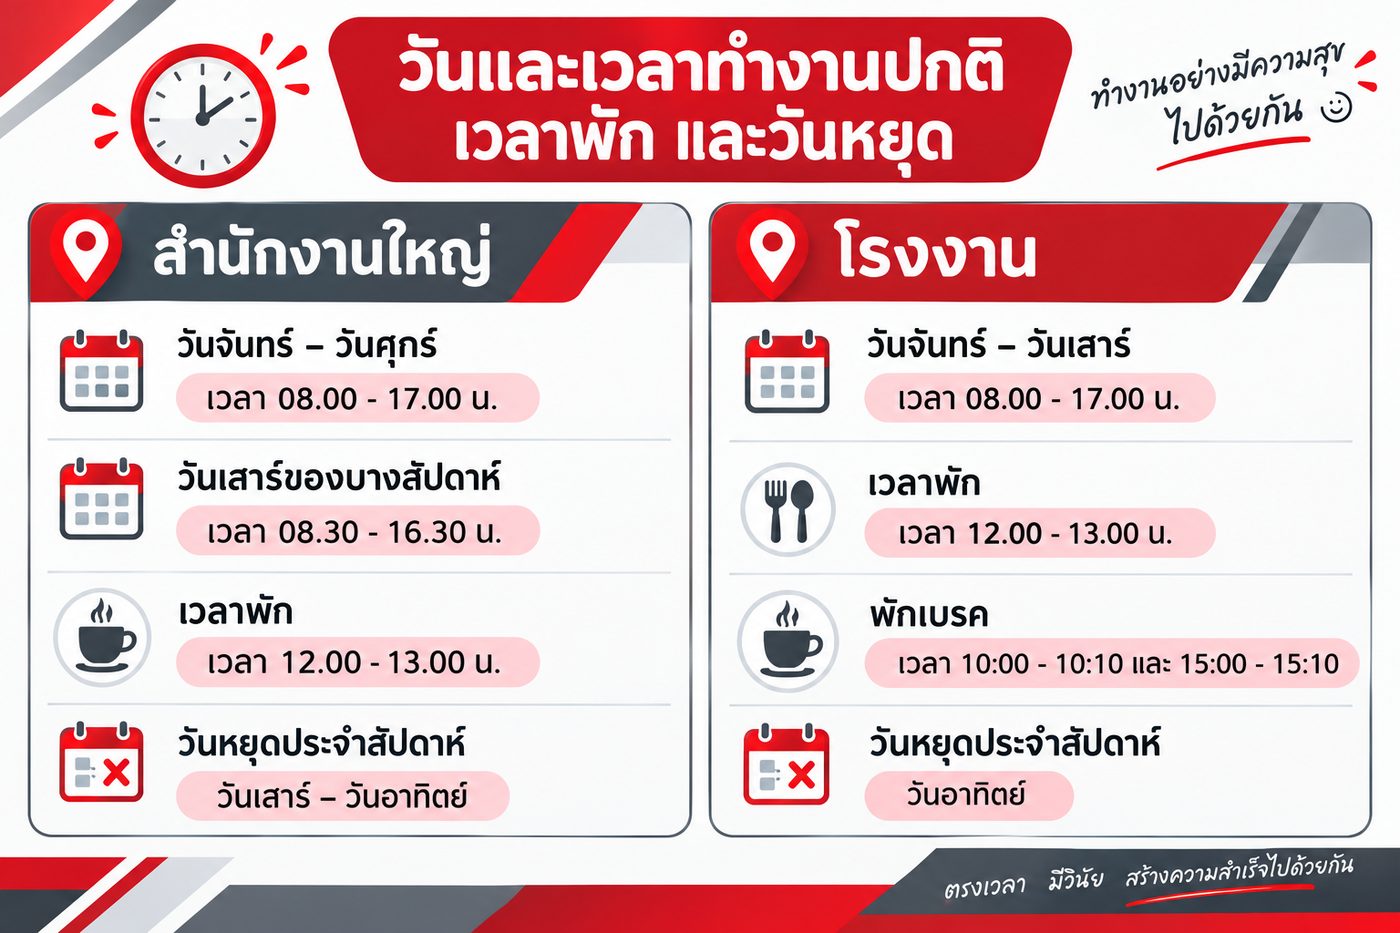 วันและเวลาทำงานปกติ
เวลาพัก และวันหยุด
ทำงานอย่างมีความสุข
ไปด้วยกัน
สำนักงานใหญ่
วันจันทร์ – วันศุกร์
เวลา 08.00 - 17.00 น.
วันเสาร์ของบางสัปดาห์
เวลา 08.30 - 16.30 น.
เวลาพัก
เวลา 12.00 - 13.00 น.
วันหยุดประจำสัปดาห์
วันเสาร์ – วันอาทิตย์
โรงงาน
วันจันทร์ – วันเสาร์
เวลา 08.00 - 17.00 น.
เวลาพัก
เวลา 12.00 - 13.00 น.
พักเบรค
เวลา 10:00 - 10:10 และ 15:00 - 15:10
วันหยุดประจำสัปดาห์
วันอาทิตย์
ตรงเวลา มีวินัย สร้างความสำเร็จไปด้วยกัน